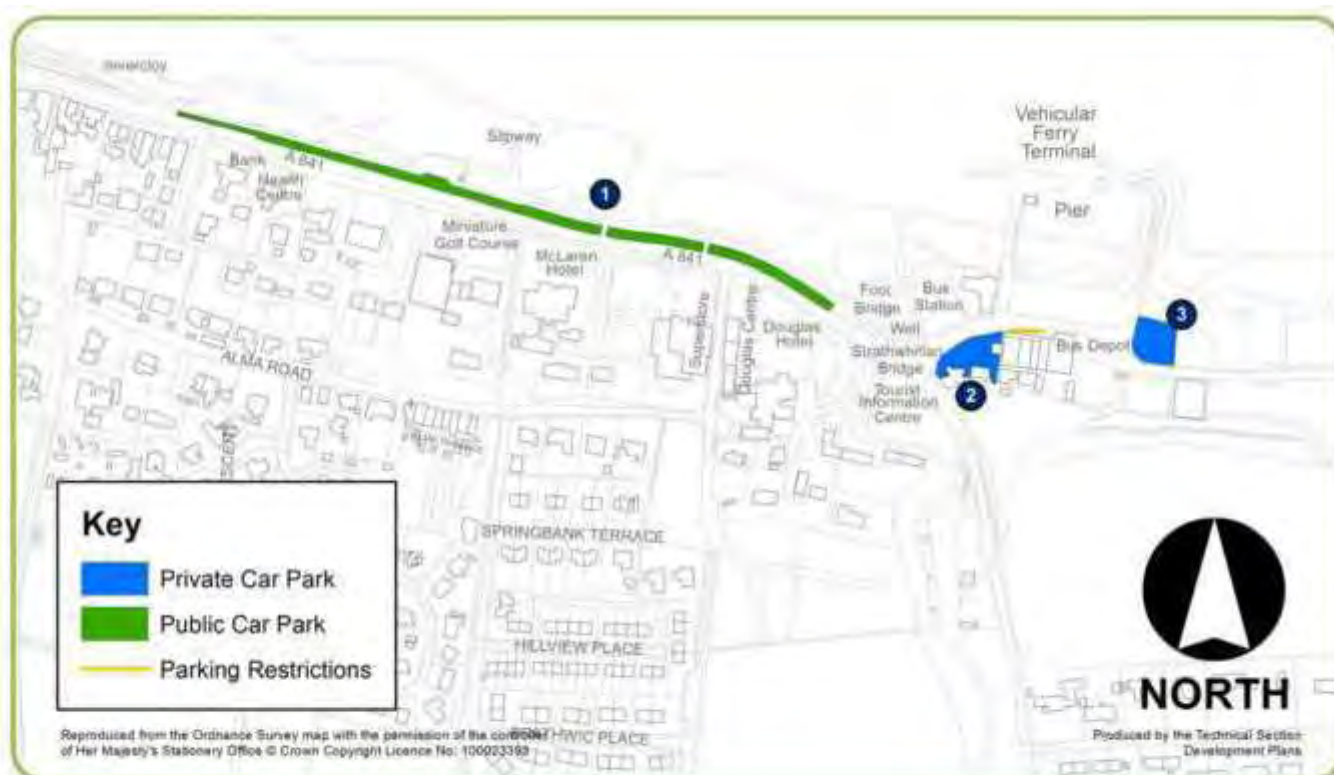 Invercloy
Slipway
Vehicular
Ferry
Terminal
Bank
A 841
Health
Centre
1
Pier
Miniature
Golf Course
McLaren
Hotel
A 841
Foot
Bridge
Bus
Station
3
Superstore
Douglas Centre
Douglas
Hotel
Well
Bus Depot
Bridge
2
Tourist
Information
Centre
ALMA ROAD
Key
SPRINGBANK TERRACE
Private Car Park
Public Car Park
HILLVIEW PLACE
Parking Restrictions
NORTH
Reproduced from the Ordnance Survey map with the permission of the controller
of Her Majesty's Stationery Office © Crown Copyright Licence No: 100023393
PLACE
Produced by the Technical Section
Development Plans